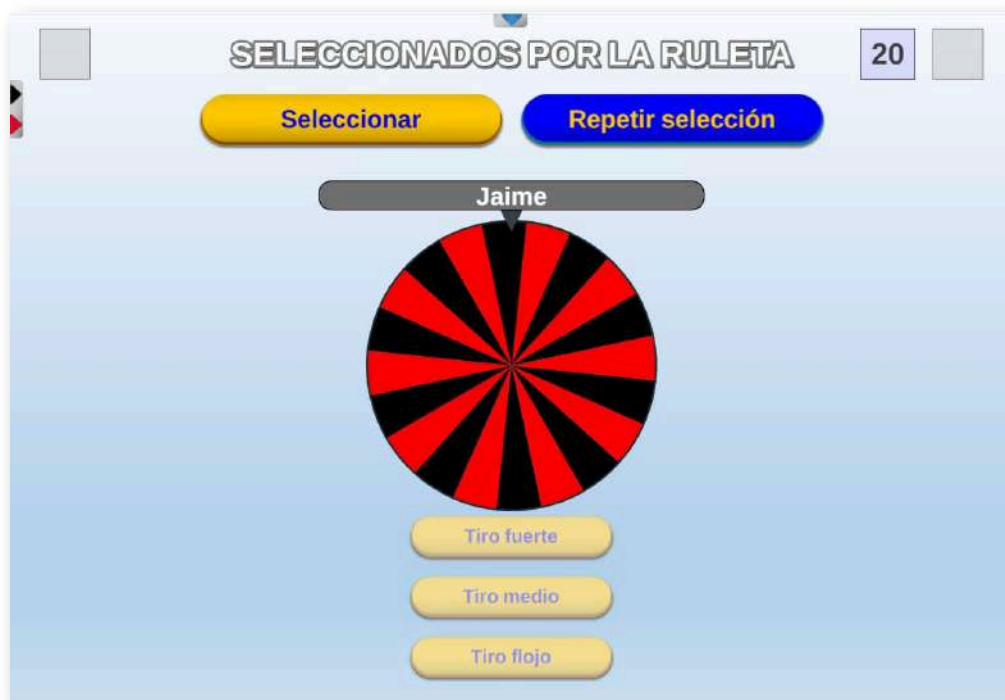 SELECCIONADOS POR LA RULETA
20
Seleccionar
Repetir selección
Jaime
Tiro fuerte
Tiro medio
Tiro flojo